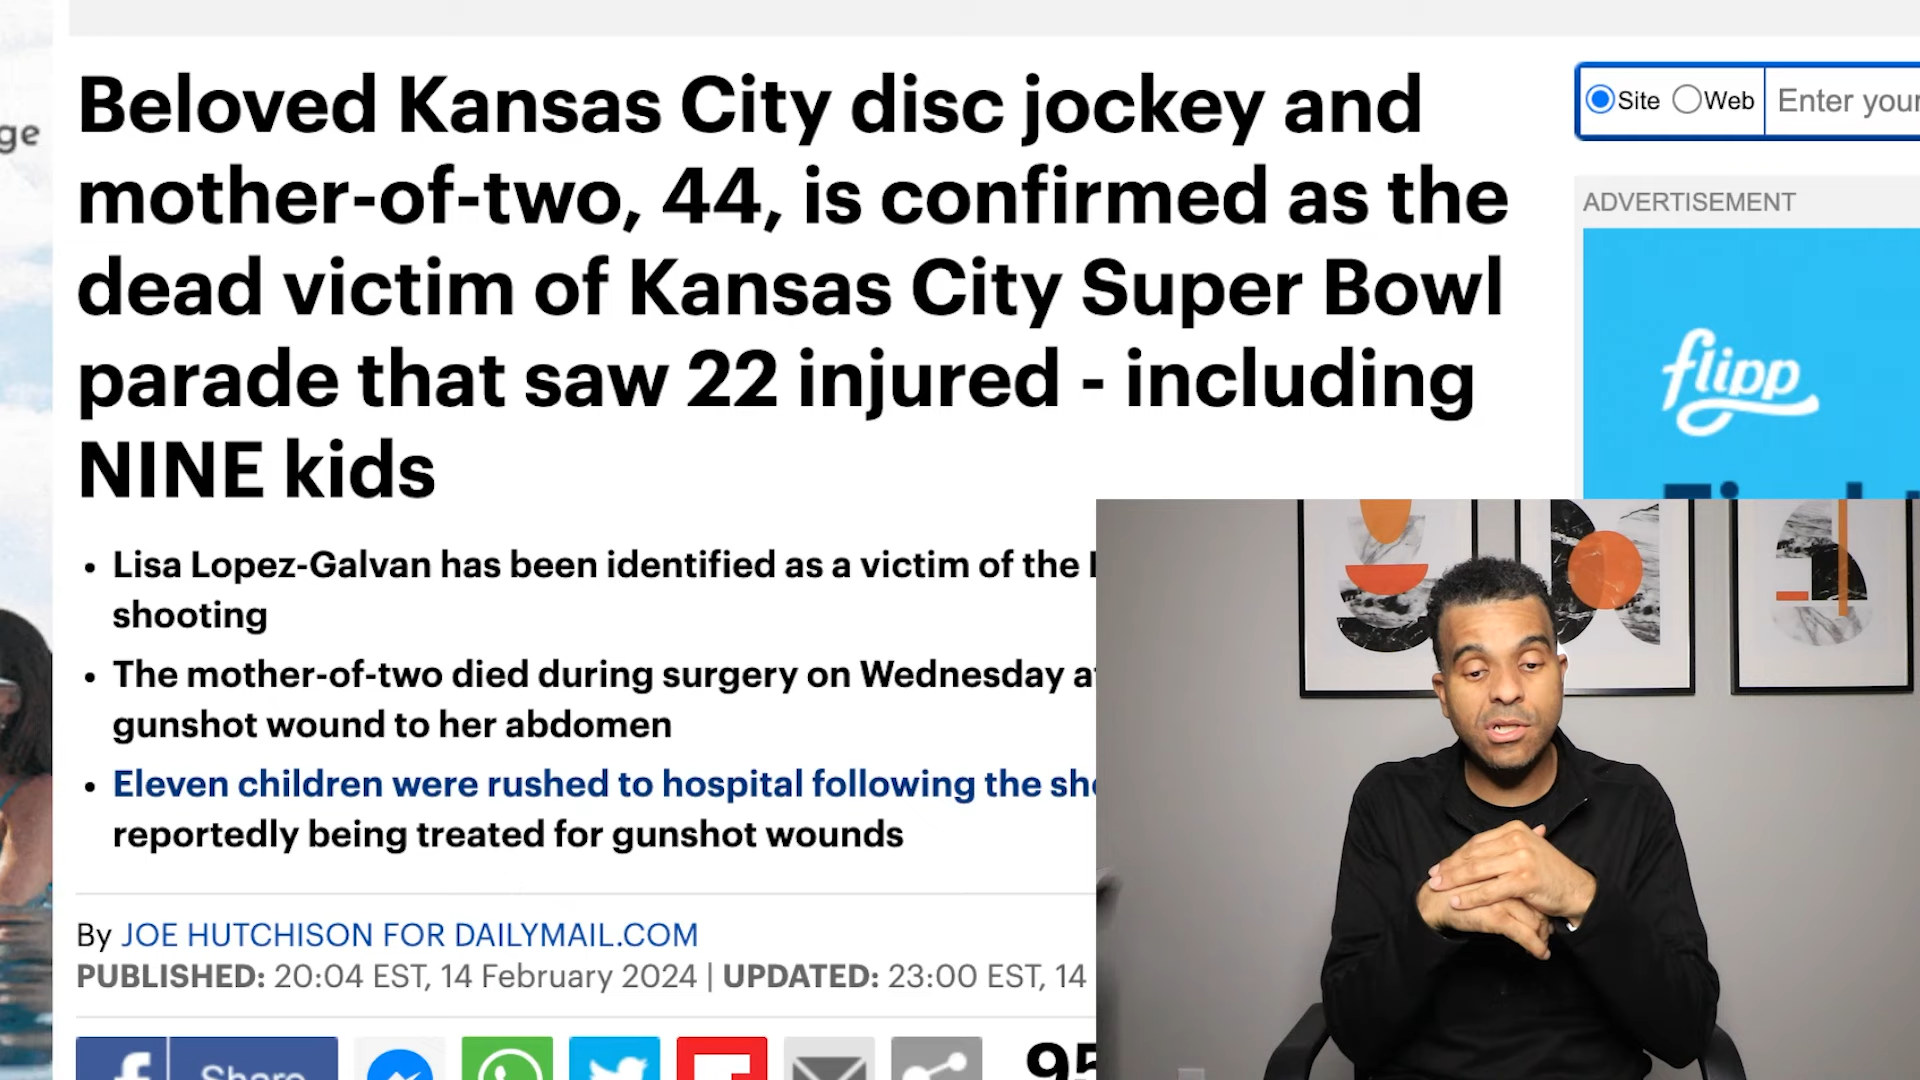 Beloved Kansas City disc jockey and
mother-of-two, 44, is confirmed as the
dead victim of Kansas City Super Bowl
parade that saw 22 injured - including
NINE kids
Lisa Lopez-Galvan has been identified as a victim of the
shooting
The mother-of-two died during surgery on Wednesday
gunshot wound to her abdomen
Eleven children were rushed to hospital following the
reportedly being treated for gunshot wounds
By JOE HUTCHISON FOR DAILYMAIL.COM
PUBLISHED: 20:04 EST, 14 February 2024 | UPDATED: 23:00 EST, 14
Share
ge
Site Web Enter your
ADVERTISEMENT
flipp